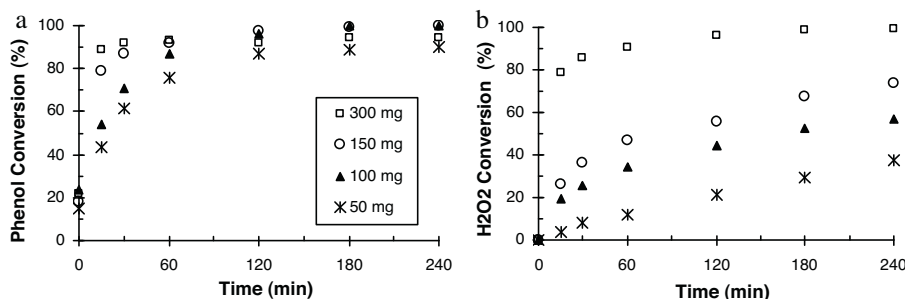 a
Phenol Conversion (%)
100
80
60
40
20
0
300 mg
150 mg
100 mg
50 mg
0 60 120 180 240
Time (min)
b
H2O2 Conversion (%)
100
80
60
40
20
0
0 60 120 180 240
Time (min)